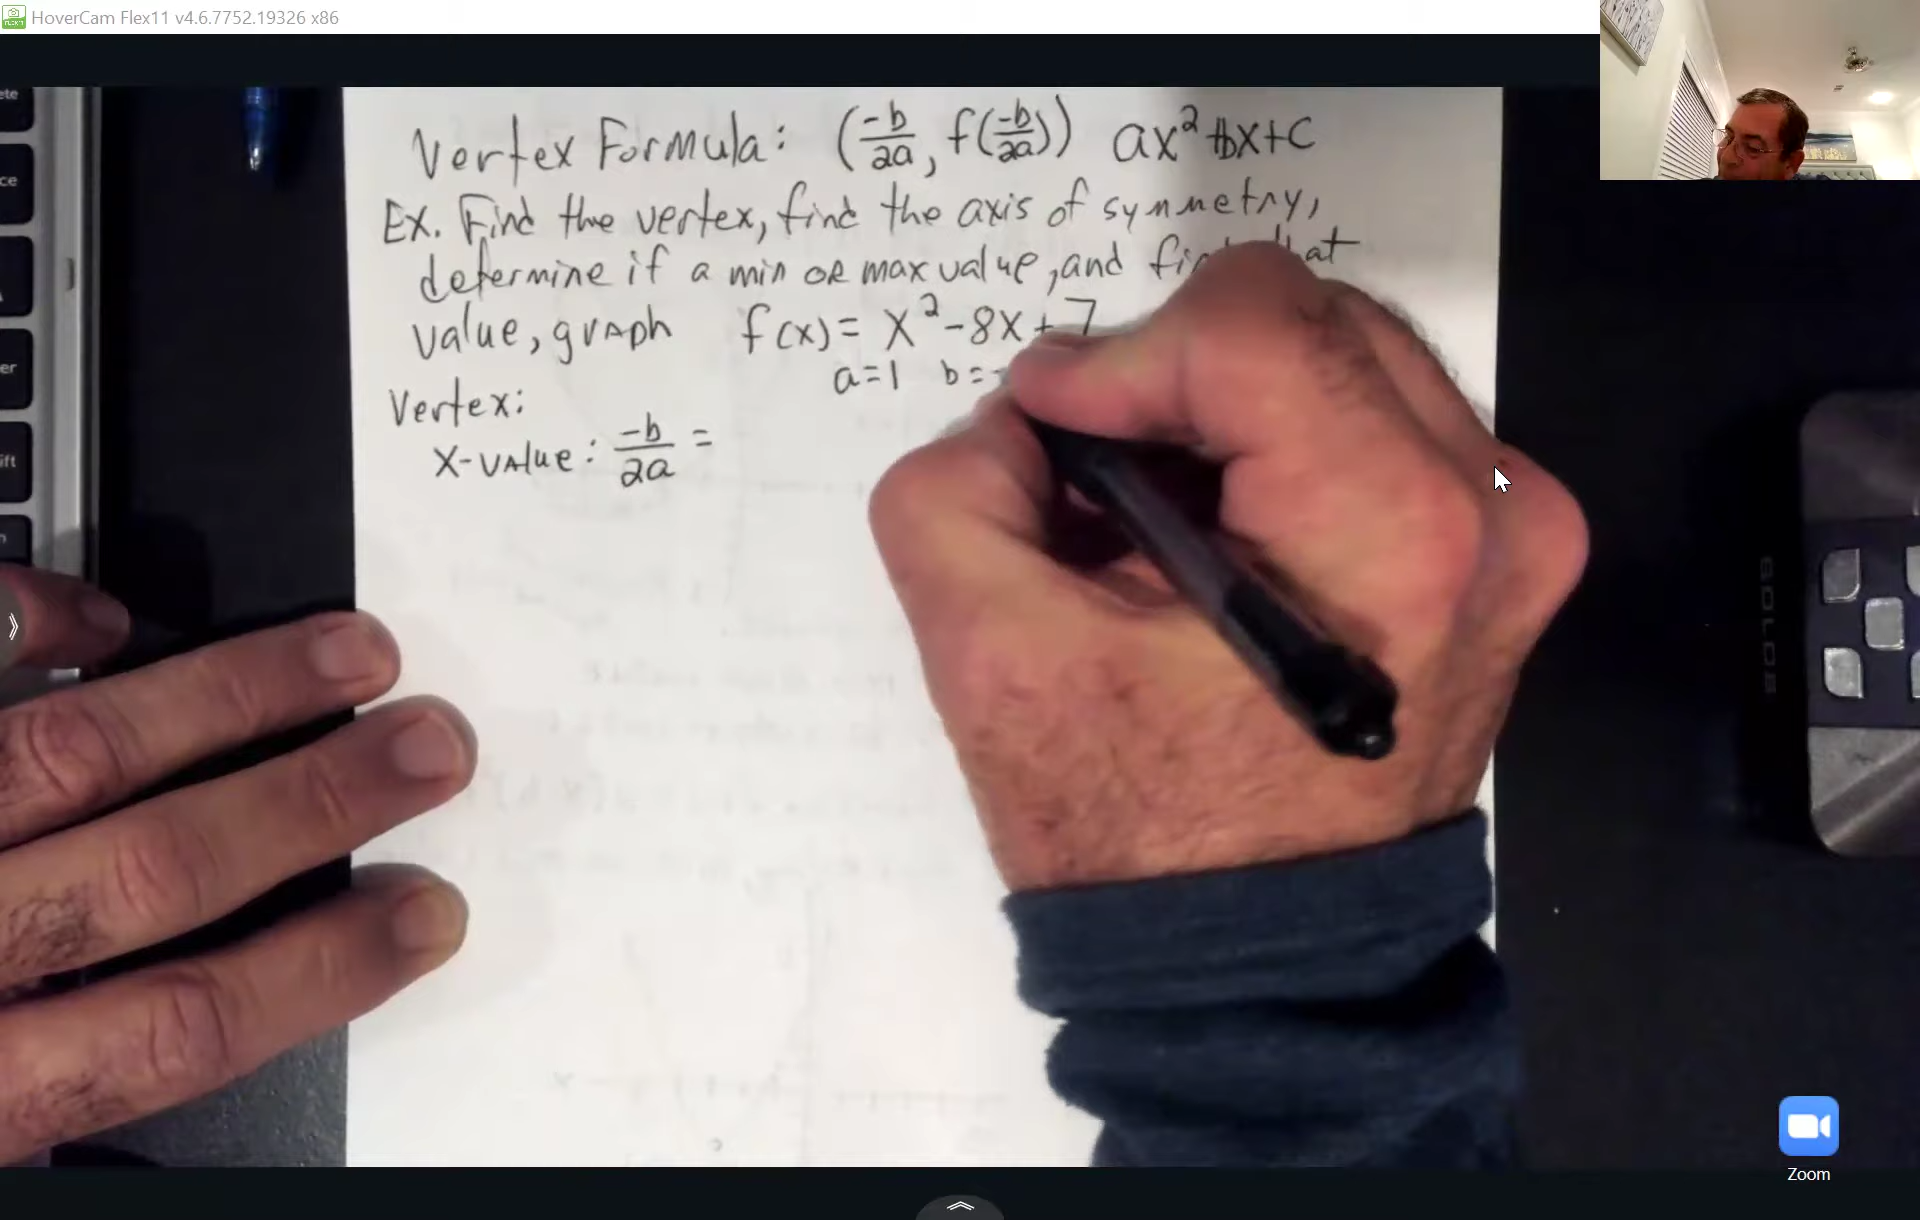 HoverCam Flex11 v4.6.7752.19326 x86
Vertex Formula: (-b/2a, f(-b/2a)) ax²+bx+c
Ex. Find the vertex, find the axis of symmetry,
determine if a min or max value, and
value, graph f(x) = x² - 8x + 7
a=1 b=-
Vertex:
x-value: -b/2a =
BOLDB
Zoom